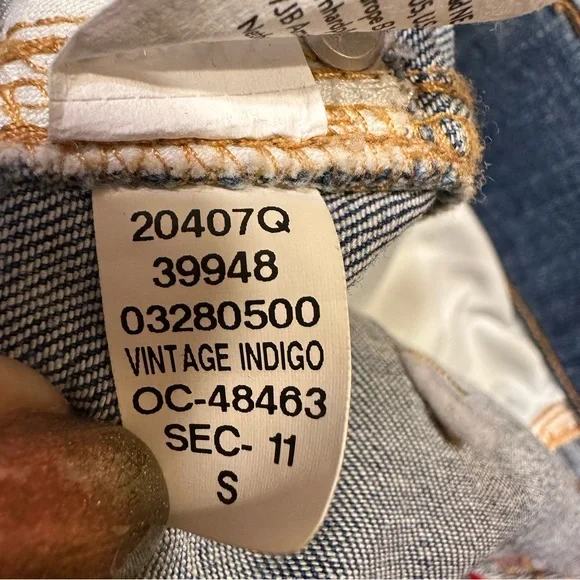 20407Q
39948
03280500
VINTAGE INDIGO
OC-48463
SEC- 11
S